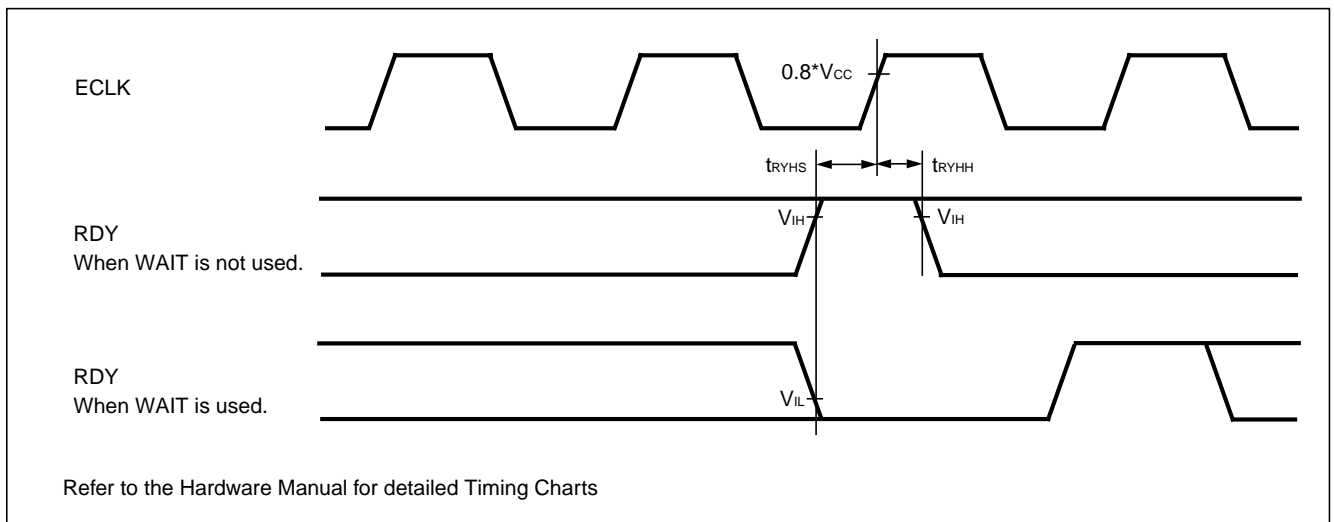 ECLK
0.8*VCC
tRYHS
tRYHH
VIH
VIH
RDY
When WAIT is not used.
RDY
When WAIT is used.
VIL
Refer to the Hardware Manual for detailed Timing Charts